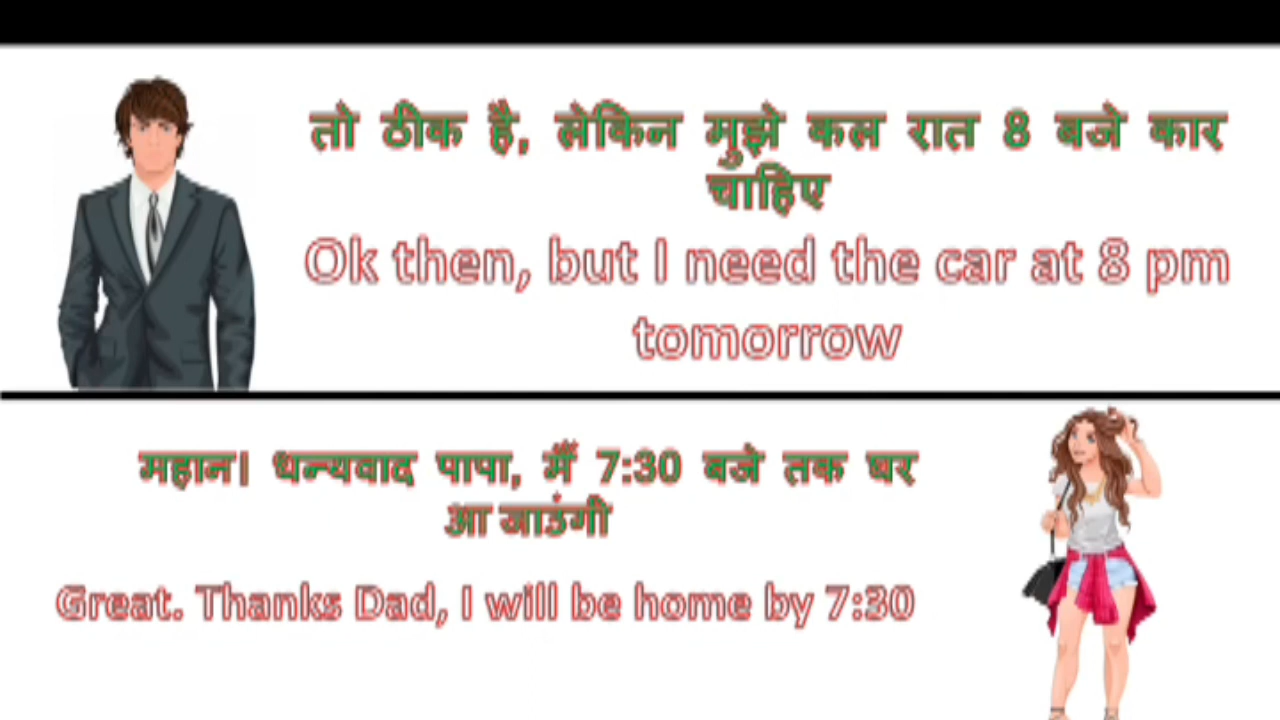 तो ठीक है, लेकिन मुझे कल रात 8 बजे कार
चाहिए
Ok then, but I need the car at 8 pm
tomorrow
महान। धन्यवाद पापा, मैं 7:30 बजे तक घर
आ जाउंगी
Great. Thanks Dad, I will be home by 7:30